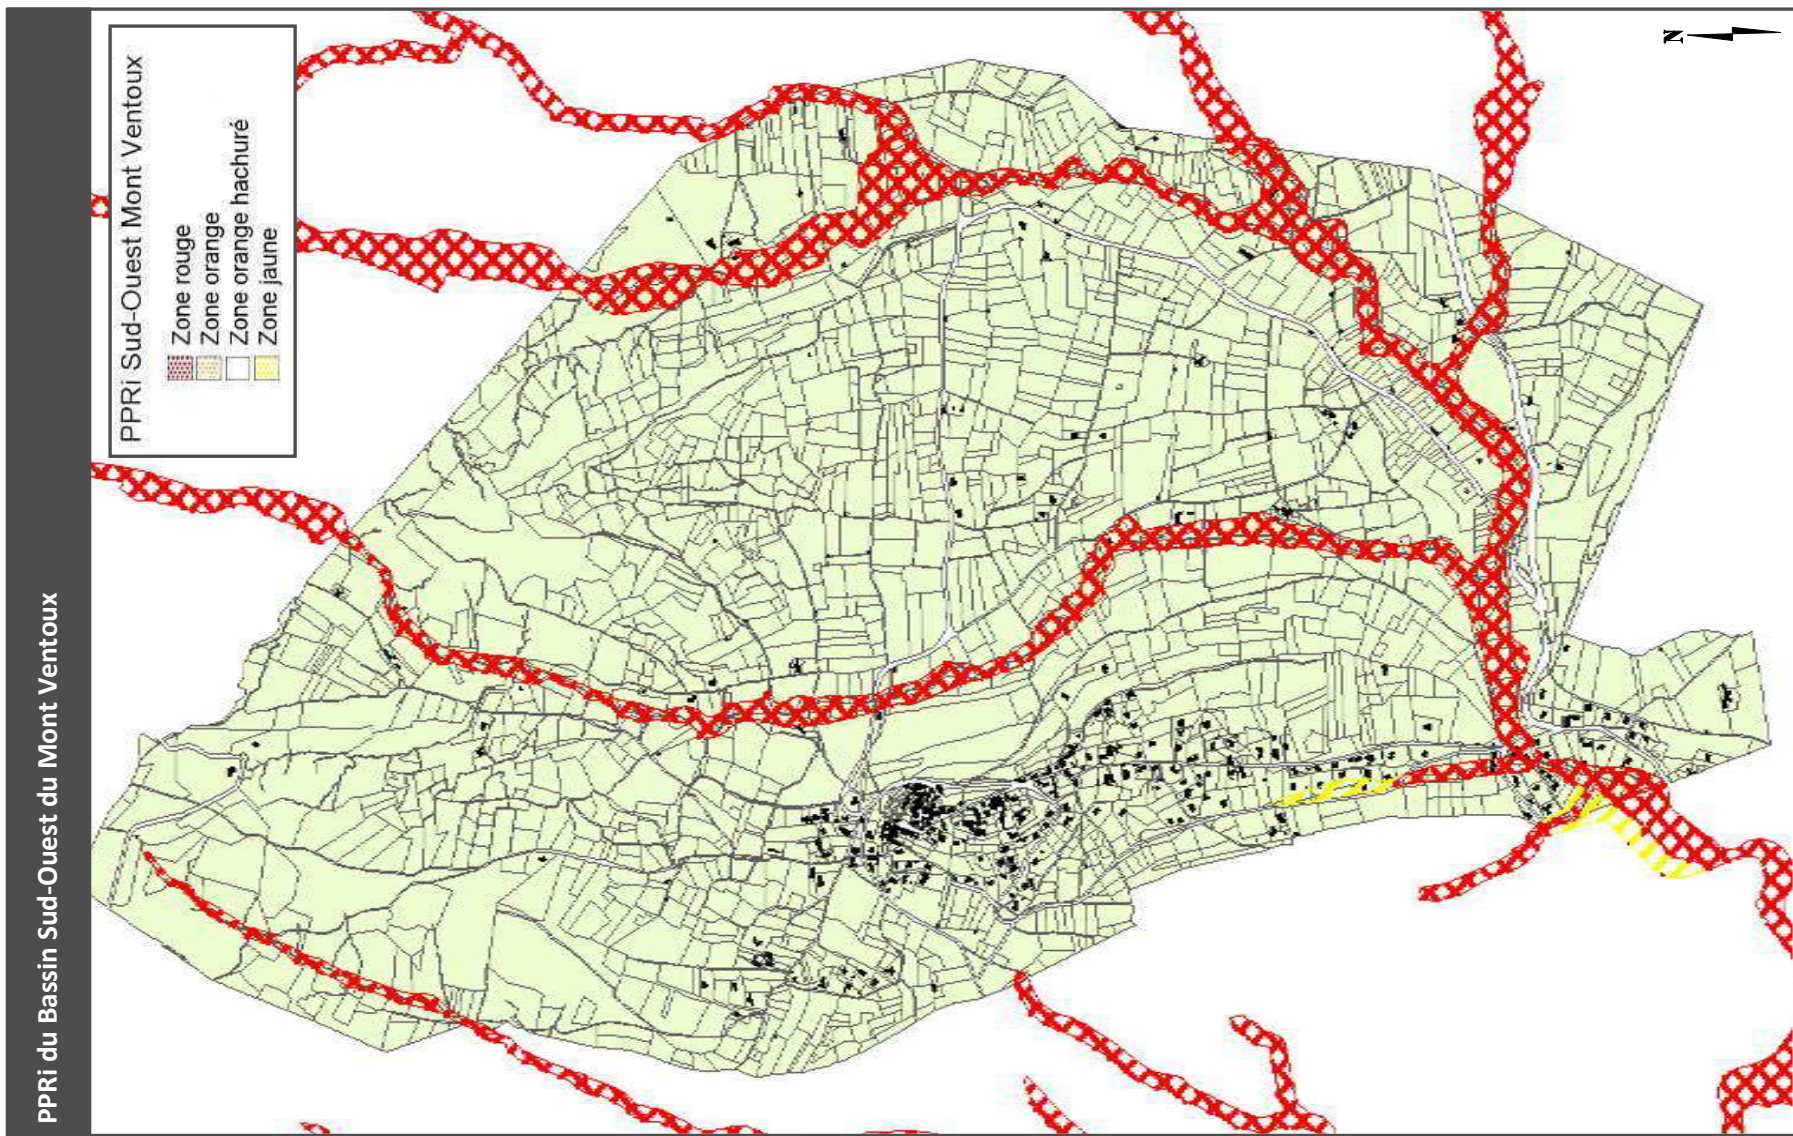 PPRi du Bassin Sud-Ouest du Mont Ventoux
PPRi Sud-Ouest Mont Ventoux
Zone rouge
Zone orange
Zone orange hachuré
Zone jaune
N